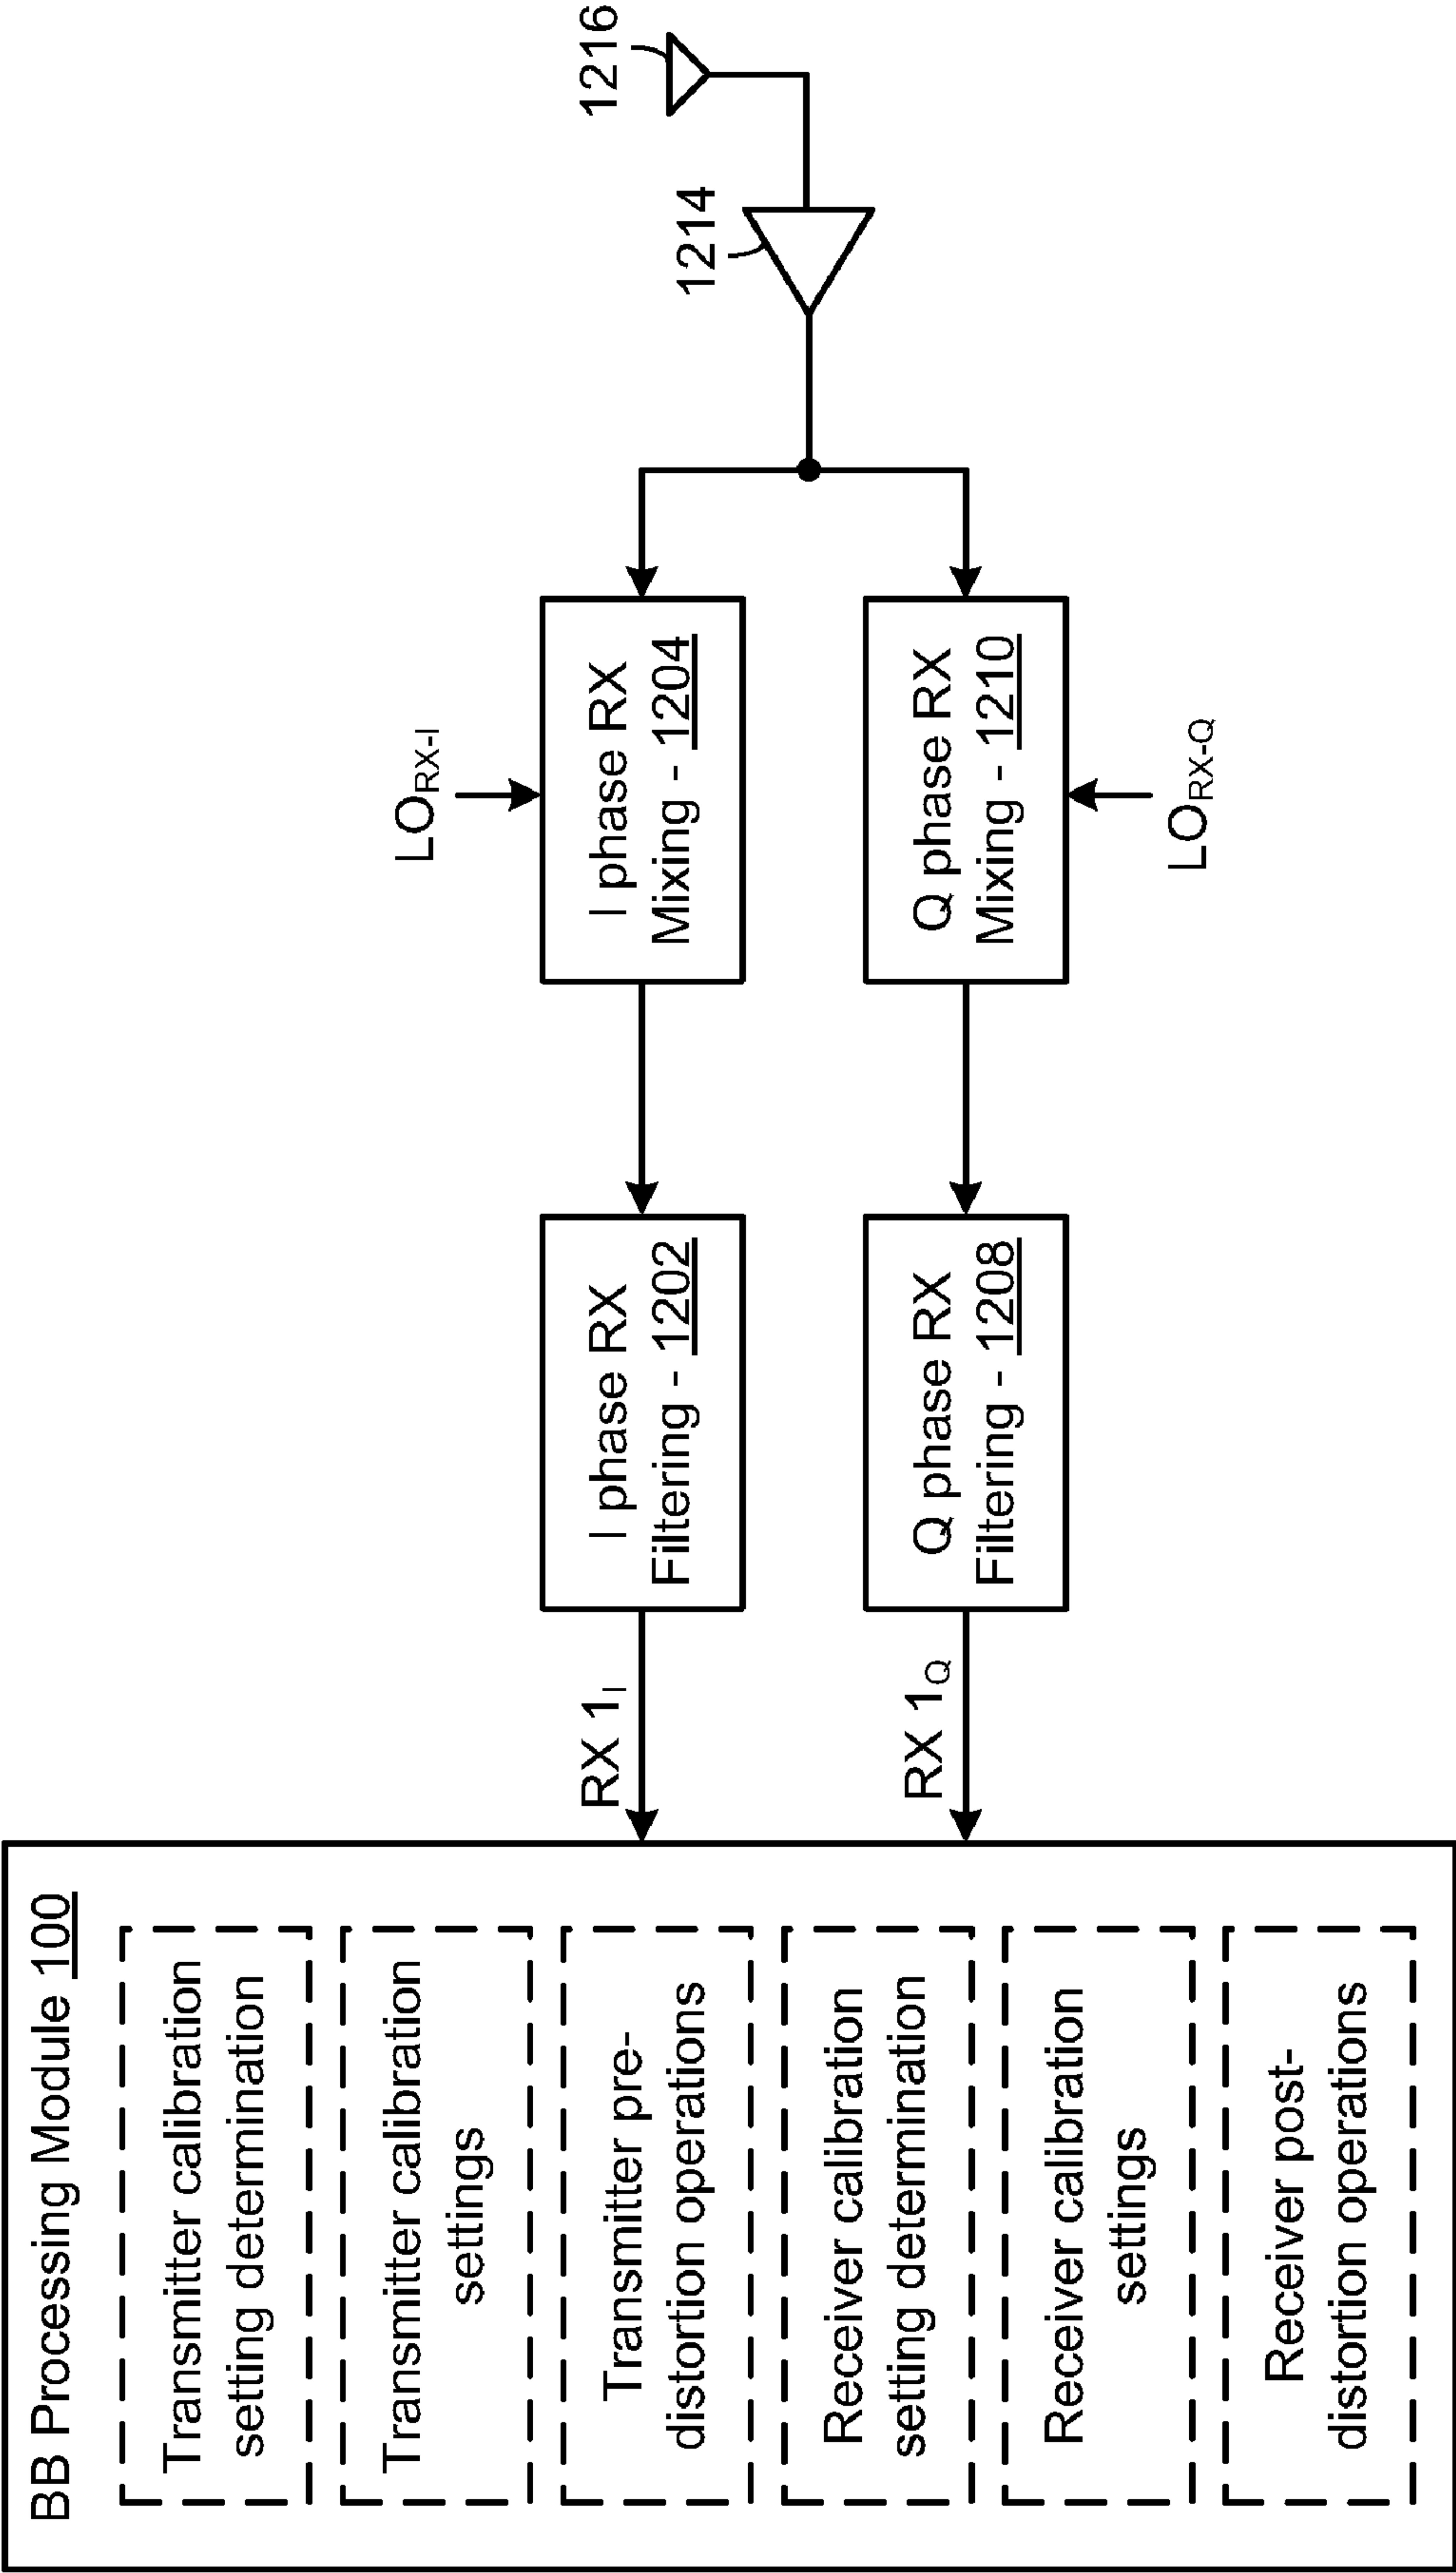 BB Processing Module 100
Transmitter calibration
setting determination
Transmitter calibration
settings
Transmitter pre-
distortion operations
Receiver calibration
setting determination
Receiver calibration
settings
Receiver post-
distortion operations
RX 1I
RX 1Q
I phase RX
Filtering - 1202
Q phase RX
Filtering - 1208
LORX-I
I phase RX
Mixing - 1204
Q phase RX
Mixing - 1210
LORX-Q
1214
1216